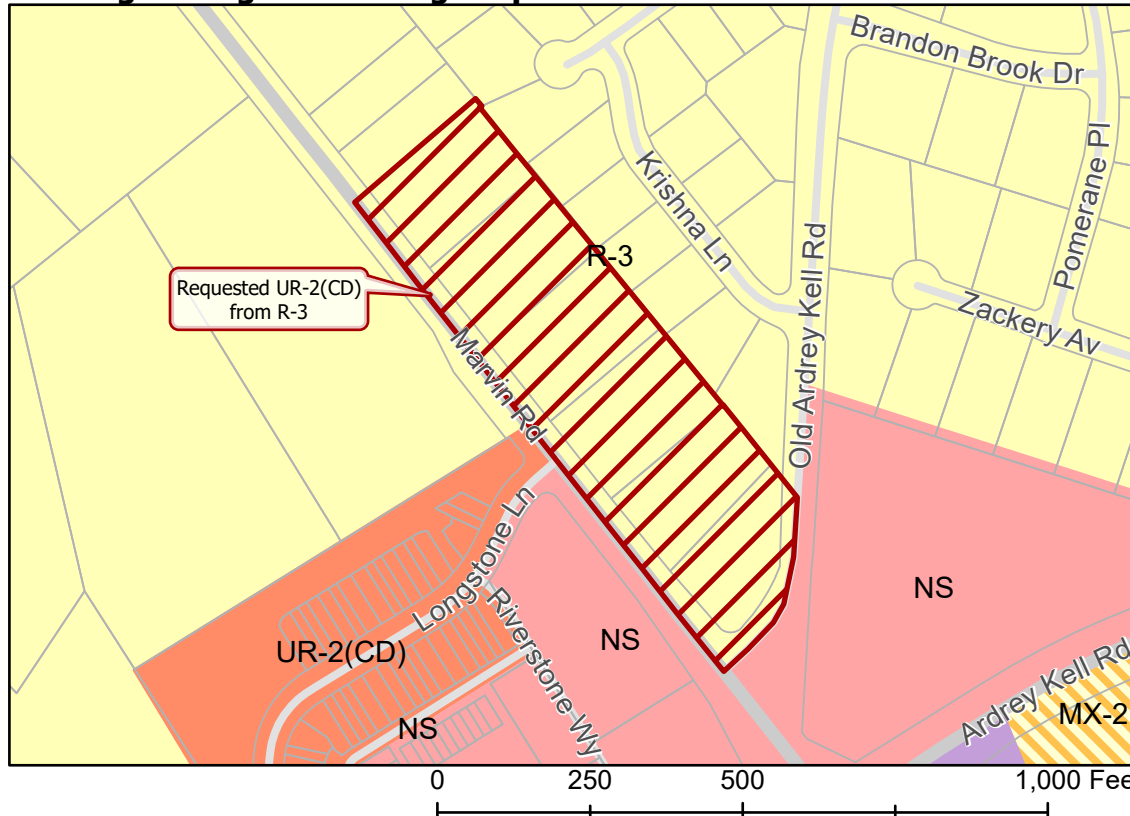 Brandon Brook Dr
Krishna Ln
Pomerane Pl
R-3
Requested UR-2(CD)
from R-3
Old Ardrey Kell Rd
Zackery Av
Marvin Rd
Longstone Ln
NS
Riverstone Wy
NS
UR-2(CD)
Ardrey Kell Rd
NS
MX-2
0 250 500 1,000 Fee